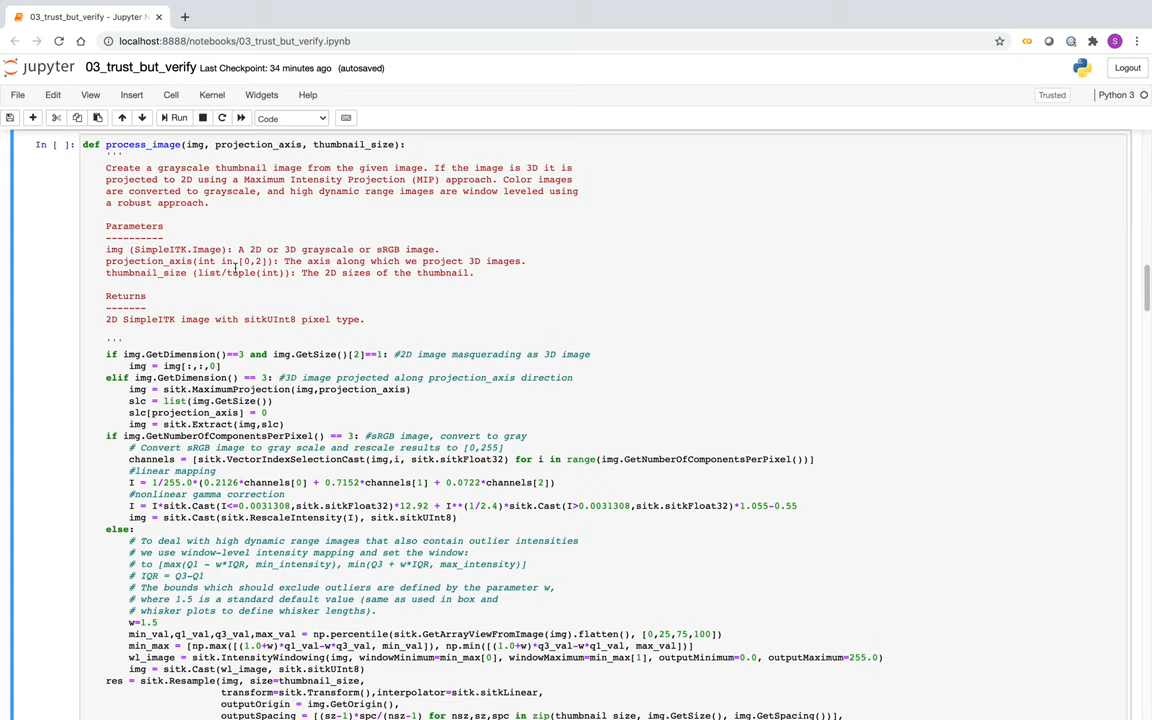 03_trust_but_verify - Jupyter N
localhost:8888/notebooks/03_trust_but_verify.ipynb
S
jupyter 03_trust_but_verify Last Checkpoint: 34 minutes ago (autosaved)
Logout
File Edit View Insert Cell Kernel Widgets Help
Trusted Python 3
Run Code
In [ ]: def process_image(img, projection_axis, thumbnail_size):
'''
Create a grayscale thumbnail image from the given image. If the image is 3D it is
projected to 2D using a Maximum Intensity Projection (MIP) approach. Color images
are converted to grayscale, and high dynamic range images are window leveled using
a robust approach.
Parameters
----------
img (SimpleITK.Image): A 2D or 3D grayscale or sRGB image.
projection_axis(int in [0,2]): The axis along which we project 3D images.
thumbnail_size (list/tuple(int)): The 2D sizes of the thumbnail.
Returns
-------
2D SimpleITK image with sitkUInt8 pixel type.
'''
if img.GetDimension()==3 and img.GetSize()[2]==1: #2D image masquerading as 3D image
img = img[:,:,0]
elif img.GetDimension() == 3: #3D image projected along projection_axis direction
img = sitk.MaximumProjection(img,projection_axis)
slc = list(img.GetSize())
slc[projection_axis] = 0
img = sitk.Extract(img,slc)
if img.GetNumberOfComponentsPerPixel() == 3: #sRGB image, convert to gray
# Convert sRGB image to gray scale and rescale results to [0,255]
channels = [sitk.VectorIndexSelectionCast(img,i, sitk.sitkFloat32) for i in range(img.GetNumberOfComponentsPerPixel())]
#linear mapping
I = 1/255.0*(0.2126*channels[0] + 0.7152*channels[1] + 0.0722*channels[2])
#nonlinear gamma correction
I = I*sitk.Cast(I<=0.0031308,sitk.sitkFloat32)*12.92 + I**(1/2.4)*sitk.Cast(I>0.0031308,sitk.sitkFloat32)*1.055-0.55
img = sitk.Cast(sitk.RescaleIntensity(I), sitk.sitkUInt8)
else:
# To deal with high dynamic range images that also contain outlier intensities
# we use window-level intensity mapping and set the window:
# to [max(Q1 - w*IQR, min_intensity), min(Q3 + w*IQR, max_intensity)]
# IQR = Q3-Q1
# The bounds which should exclude outliers are defined by the parameter w,
# where 1.5 is a standard default value (same as used in box and
# whisker plots to define whisker lengths).
w=1.5
min_val,q1_val,q3_val,max_val = np.percentile(sitk.GetArrayViewFromImage(img).flatten(), [0,25,75,100])
min_max = [np.max([(1.0+w)*q1_val-w*q3_val, min_val]), np.min([(1.0+w)*q3_val-w*q1_val, max_val])]
wl_image = sitk.IntensityWindowing(img, windowMinimum=min_max[0], windowMaximum=min_max[1], outputMinimum=0.0, outputMaximum=255.0)
img = sitk.Cast(wl_image, sitk.sitkUInt8)
res = sitk.Resample(img, size=thumbnail_size,
transform=sitk.Transform(),interpolator=sitk.sitkLinear,
outputOrigin = img.GetOrigin(),
outputSpacing = [(sz-1)*spc/(nsz-1) for nsz,sz,spc in zip(thumbnail_size, img.GetSize(), img.GetSpacing())],